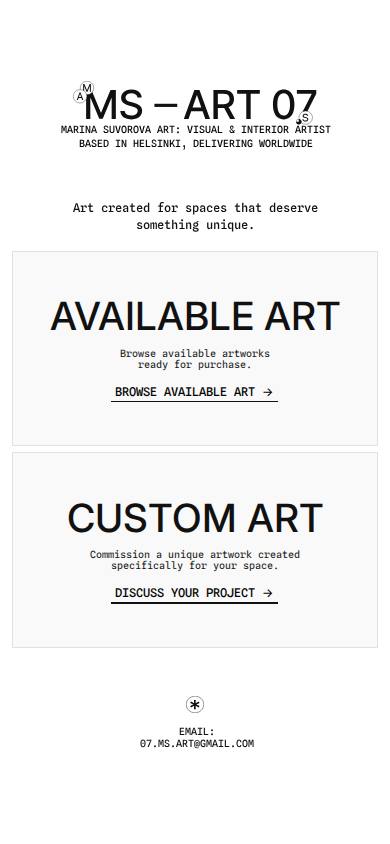 M
A
MS — ART 07
S
MARINA SUVOROVA ART: VISUAL & INTERIOR ARTIST
BASED IN HELSINKI, DELIVERING WORLDWIDE
Art created for spaces that deserve
something unique.
AVAILABLE ART
Browse available artworks
ready for purchase.
BROWSE AVAILABLE ART →
CUSTOM ART
Commission a unique artwork created
specifically for your space.
DISCUSS YOUR PROJECT →
*
EMAIL:
07.MS.ART@GMAIL.COM